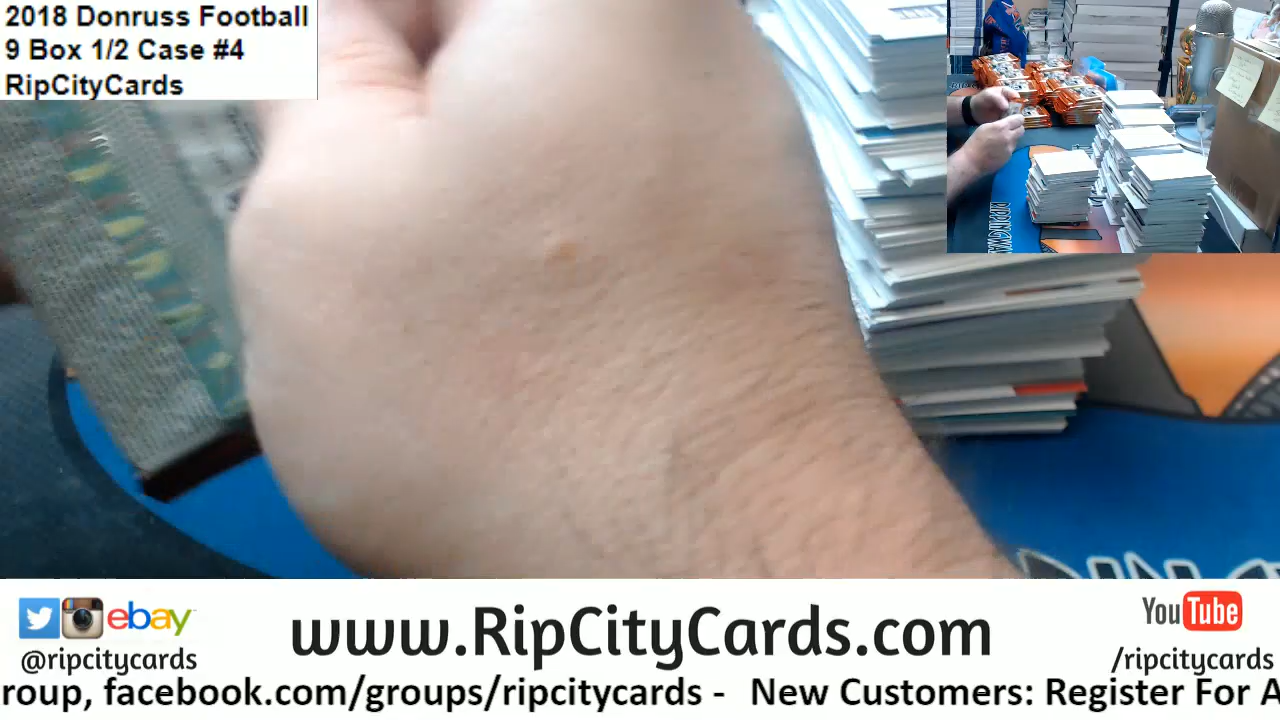 2018 Donruss Football
9 Box 1/2 Case #4
RipCityCards
ebay
@ripcitycards
www.RipCityCards.com
YouTube
/ripcitycards
roup, facebook.com/groups/ripcitycards - New Customers: Register For A